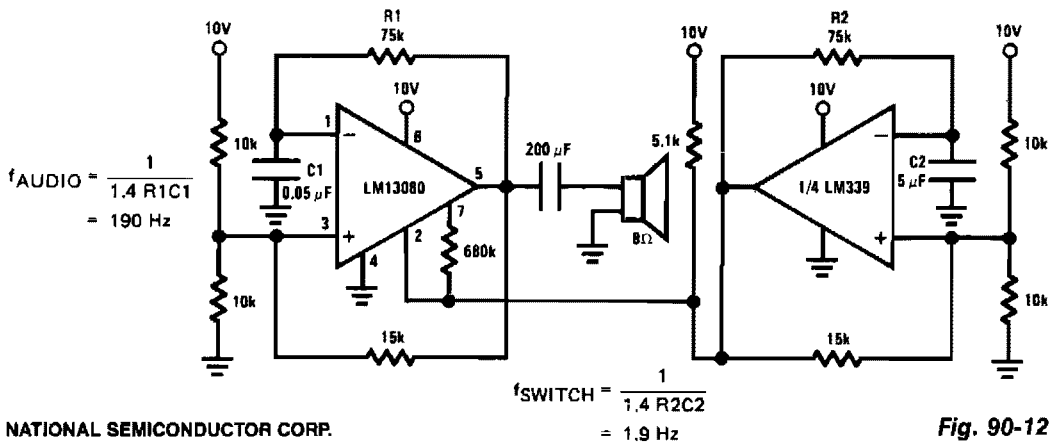 R1
75k
10V
10k
1
−
10V
6
C1
0.05 μF
LM13080
5
7
3
+
2
4
680k
10k
15k
200 μF
8Ω
fAUDIO = 1
1.4 R1C1
= 190 Hz
10V
5.1k
R2
75k
10V
10V
−
10k
C2
5 μF
1/4 LM339
+
10k
15k
fSWITCH = 1
1.4 R2C2
= 1.9 Hz
NATIONAL SEMICONDUCTOR CORP.
Fig. 90-12